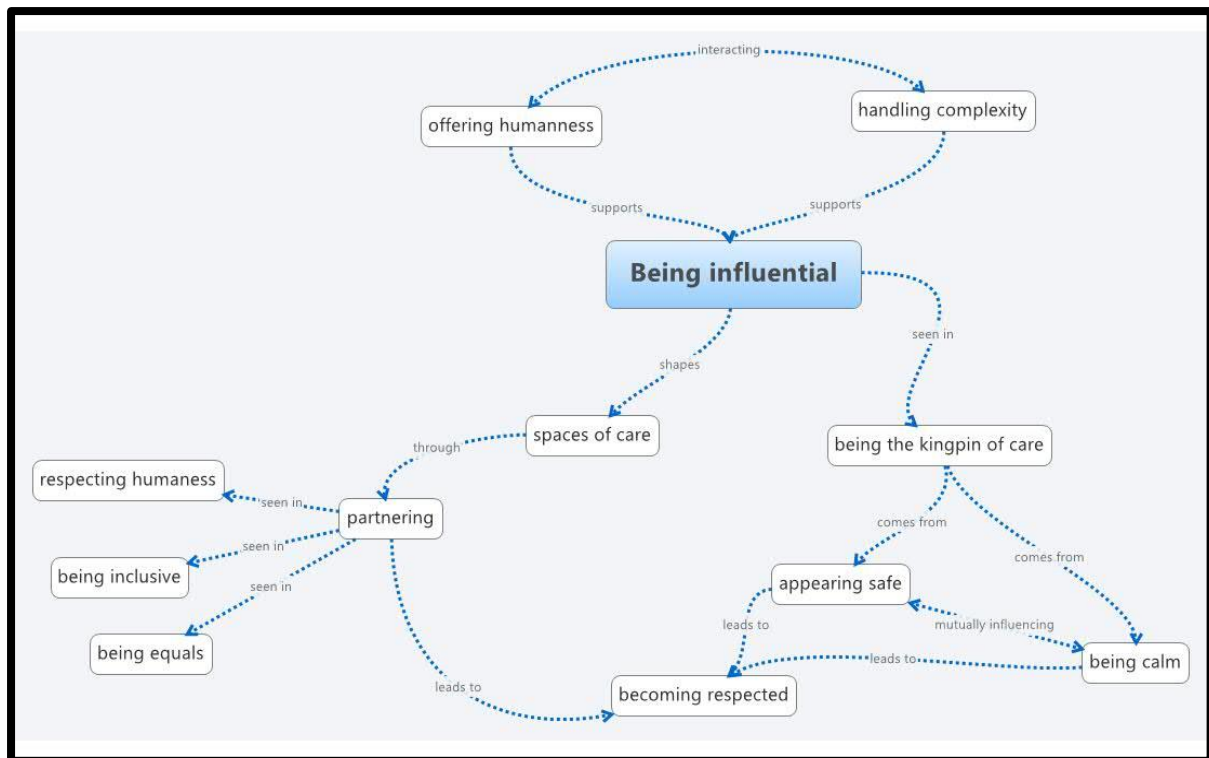 interacting
offering humanness
handling complexity
supports
supports
Being influential
seen in
shapes
spaces of care
through
being the kingpin of care
respecting humaness
seen in
partnering
comes from
seen in
being inclusive
comes from
appearing safe
seen in
leads to
mutually influencing
being equals
leads to
being calm
leads to
becoming respected